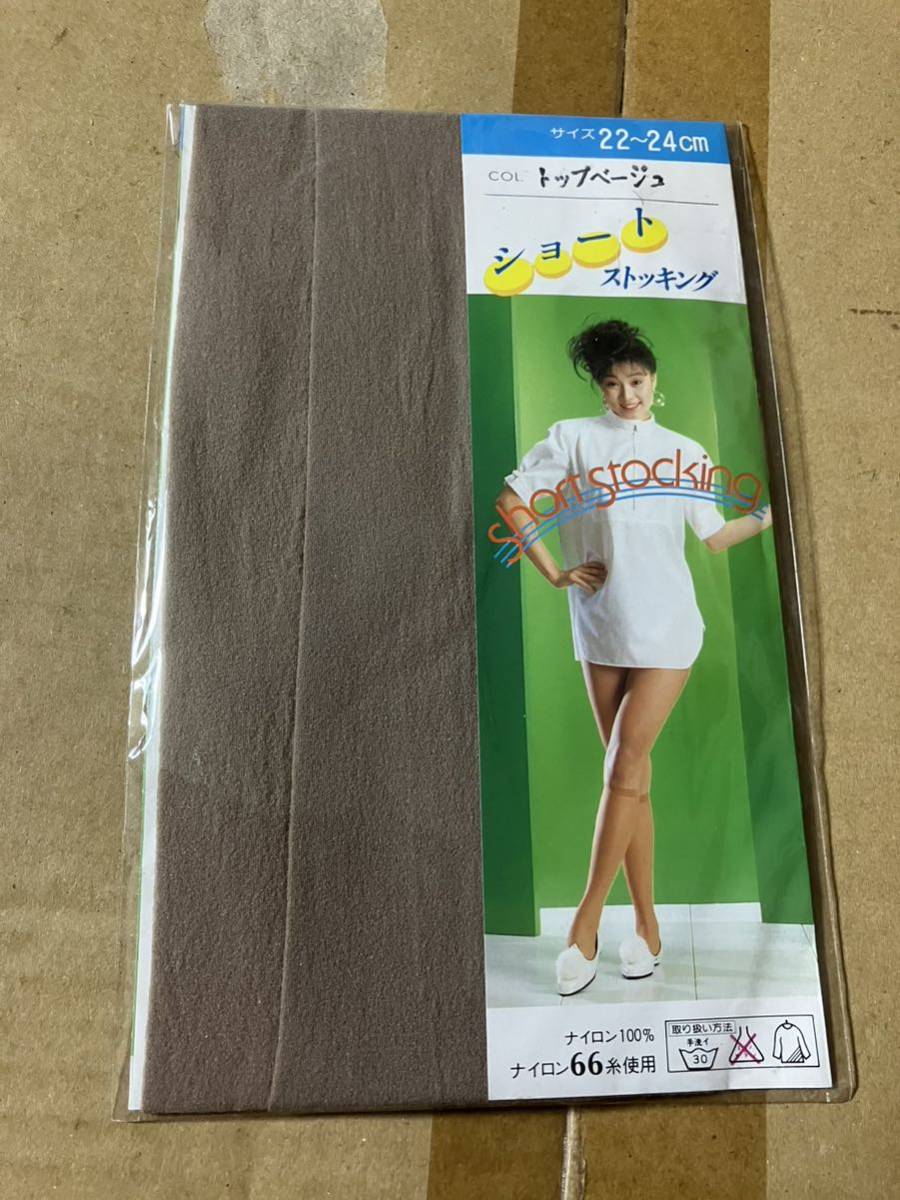 サイズ 22〜24cm
COL. トップベージュ
ショート
ストッキング
Short stocking
ナイロン100%
ナイロン66糸使用
取り扱い方法
手洗イ
30